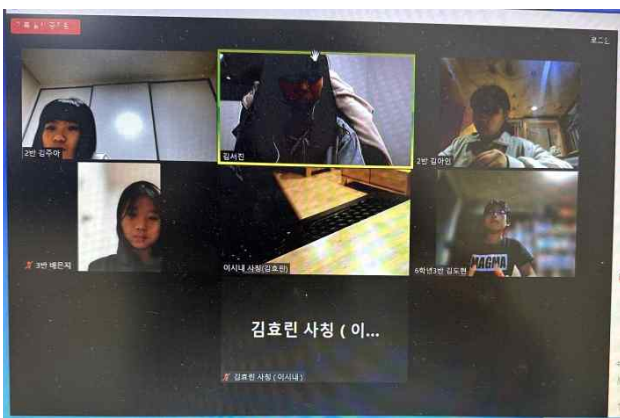 2반 김주아
김서진
2반 김아인
3반 배은지
이시내 사칭(김효린)
6학년3반 김도현
MAGMA
김효린 사칭 ( 이...
김효린 사칭 ( 이시내 )